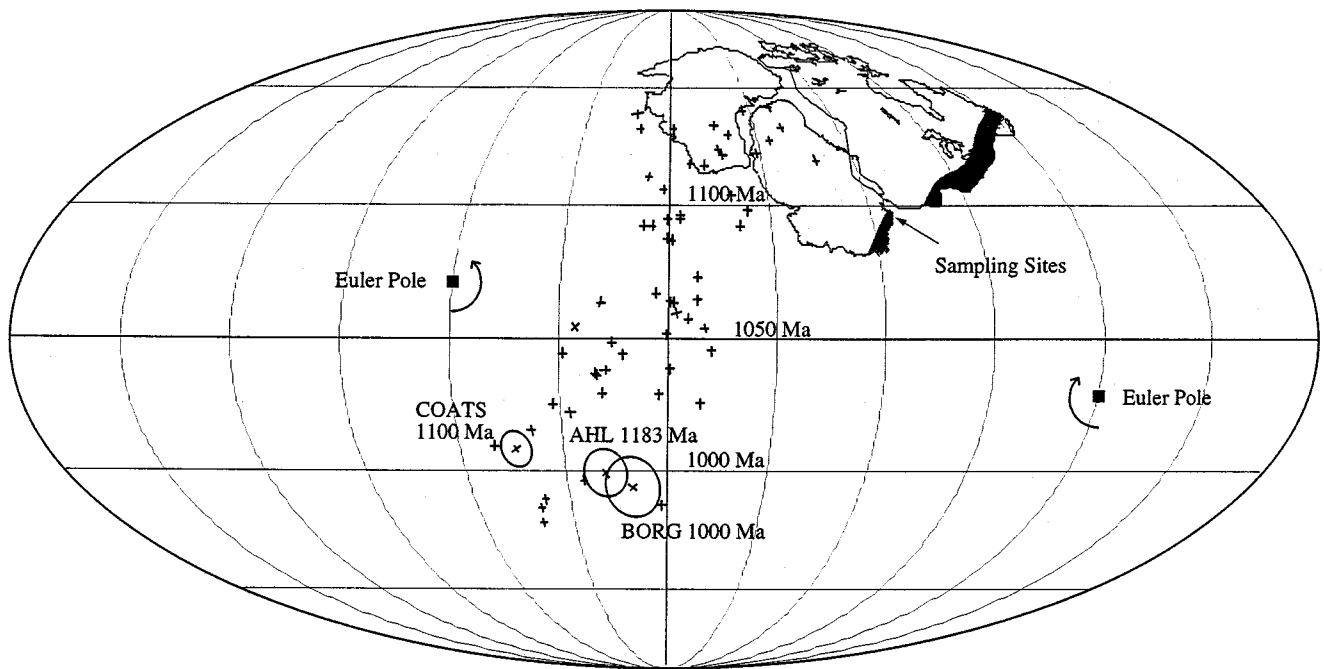 1100 Ma
Sampling Sites
Euler Pole
1050 Ma
Euler Pole
COATS
1100 Ma
AHL 1183 Ma
1000 Ma
BORG 1000 Ma